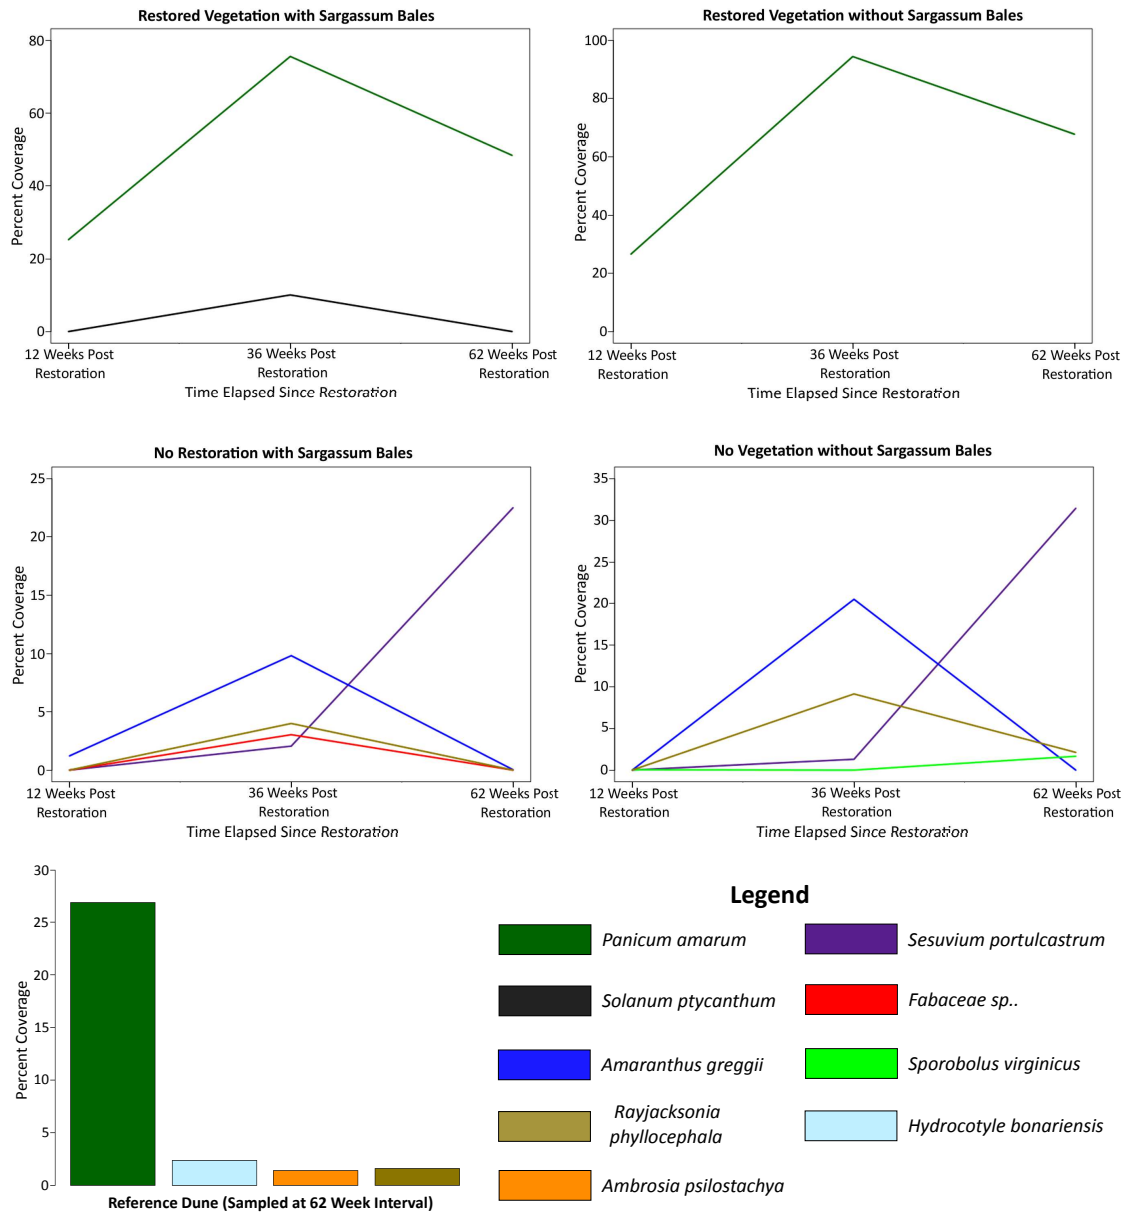 Restored Vegetation with Sargassum Bales
80
60
40
20
0
Percent Coverage
12 Weeks Post
Restoration
36 Weeks Post
Restoration
62 Weeks Post
Restoration
Time Elapsed Since Restoration
Restored Vegetation without Sargassum Bales
100
80
60
40
20
0
Percent Coverage
12 Weeks Post
Restoration
36 Weeks Post
Restoration
62 Weeks Post
Restoration
Time Elapsed Since Restoration
No Restoration with Sargassum Bales
25
20
15
10
5
0
Percent Coverage
12 Weeks Post
Restoration
36 Weeks Post
Restoration
62 Weeks Post
Restoration
Time Elapsed Since Restoration
No Vegetation without Sargassum Bales
35
30
25
20
15
10
5
0
Percent Coverage
12 Weeks Post
Restoration
36 Weeks Post
Restoration
62 Weeks Post
Restoration
Time Elapsed Since Restoration
30
25
20
15
10
5
0
Percent Coverage
Reference Dune (Sampled at 62 Week Interval)
Legend
Panicum amarum
Solanum ptycanthum
Amaranthus greggii
Rayjacksonia
phyllocephala
Ambrosia psilostachya
Sesuvium portulcastrum
Fabaceae sp..
Sporobolus virginicus
Hydrocotyle bonariensis